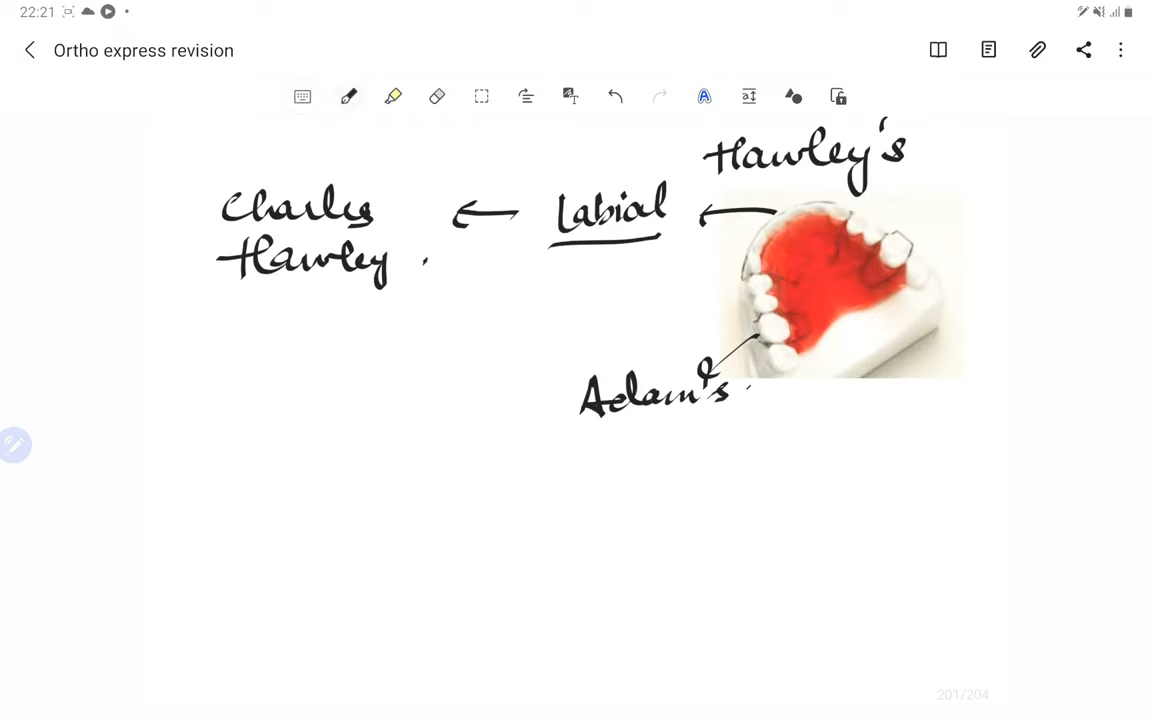 22:21
Ortho express revision
Hawley's
Charles ← Labial ←
Hawley .
Adam's
201/204